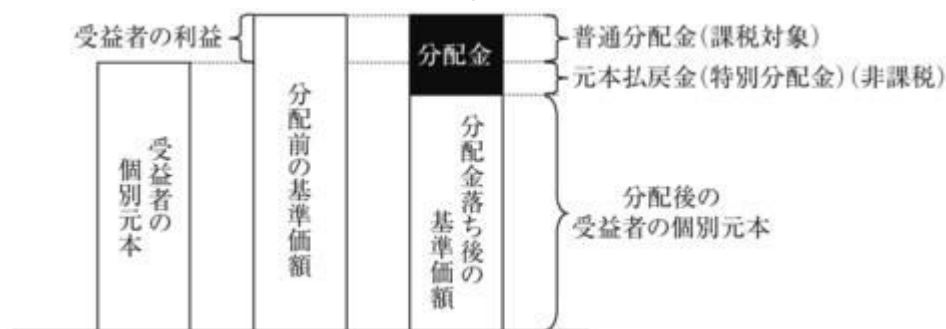 受益者の利益
分配金
普通分配金(課税対象)
元本払戻金(特別分配金)(非課税)
受益者の
個別元本
分配前の基準価額
分配金落ち後の
基準価額
分配後の
受益者の個別元本